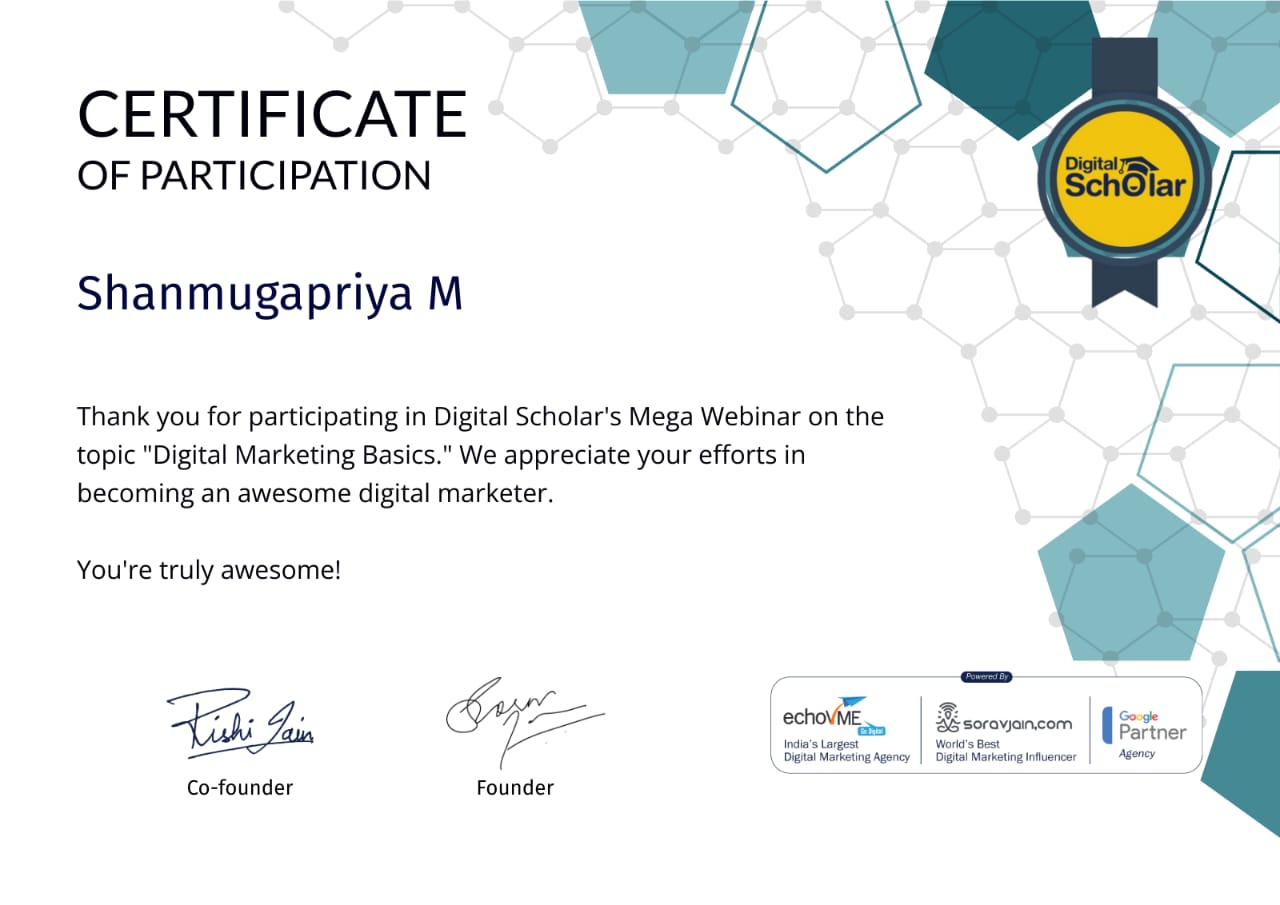 CERTIFICATE
OF PARTICIPATION
Digital
Scholar
Shanmugapriya M
Thank you for participating in Digital Scholar's Mega Webinar on the
topic "Digital Marketing Basics." We appreciate your efforts in
becoming an awesome digital marketer.
You're truly awesome!
Rishi Jain
Co-founder
Founder
Powered By
echoVME
Go Digital
India's Largest
Digital Marketing Agency
soravjain.com
World's Best
Digital Marketing Influencer
Google
Partner
Agency